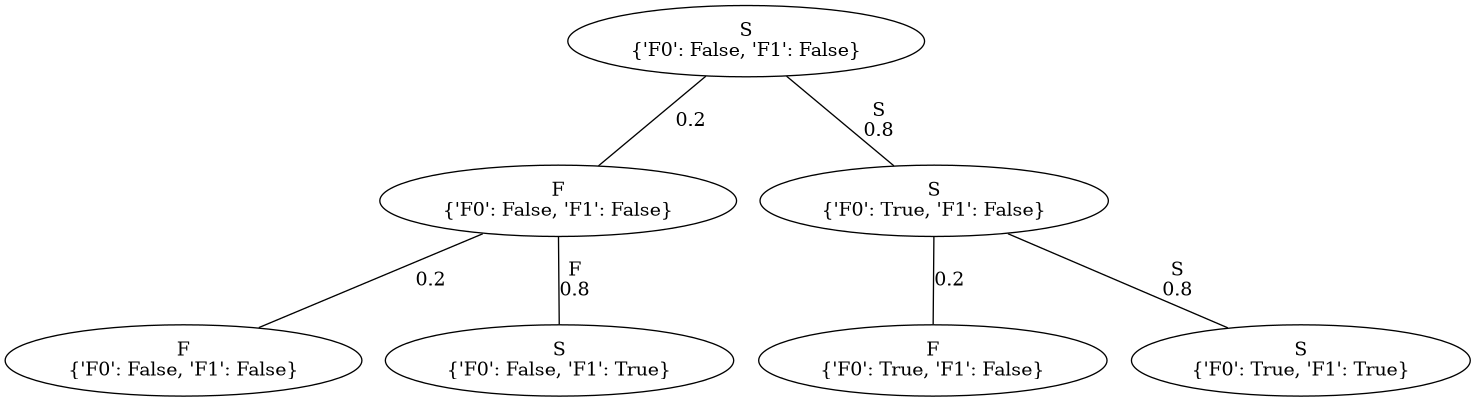 S
{'F0': False, 'F1': False}
0.2
S
0.8
F
{'F0': False, 'F1': False}
S
{'F0': True, 'F1': False}
0.2
F
0.8
0.2
S
0.8
F
{'F0': False, 'F1': False}
S
{'F0': False, 'F1': True}
F
{'F0': True, 'F1': False}
S
{'F0': True, 'F1': True}